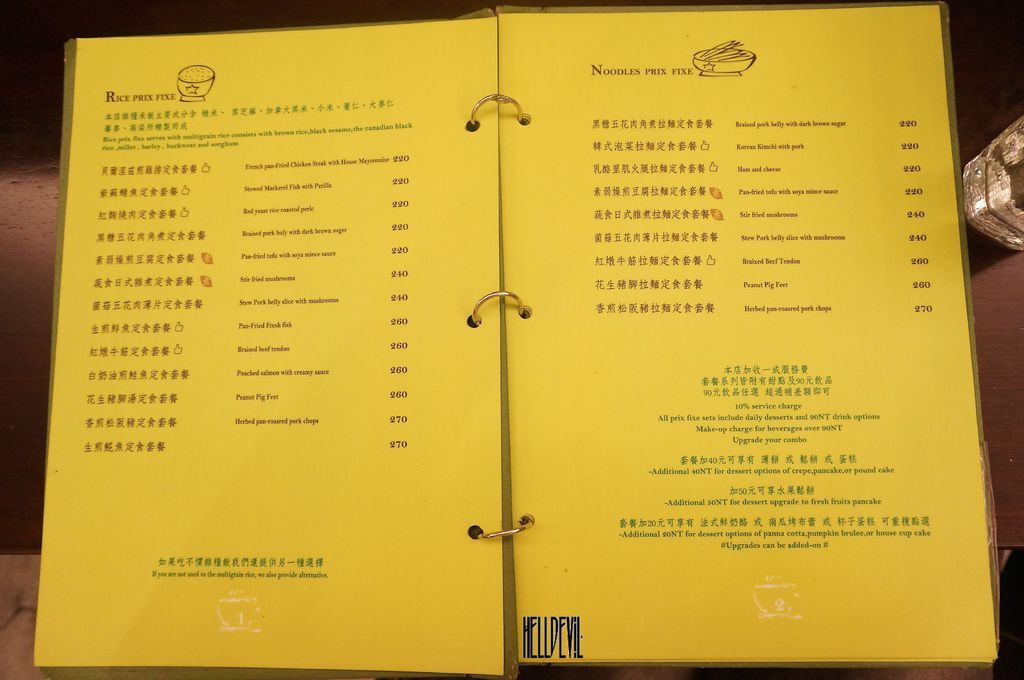 RICE PRIX FIXE
本店雜糧米飯主要成分含 糙米、黑芝麻、加拿大黑米、小米、薏仁、大麥仁
蕎麥、高粱所精製而成
Rice prix fixe serves with multigrain rice consists with brown rice,black sesame,the canadian black
rice ,millet , barley , buckweat and sorghum
貝爾涅茲煎雞排定食套餐 French pan-Fried Chicken Steak with House Mayonnaise 220
紫蘇鯖魚定食套餐 Stewed Mackerel Fish with Perilla 220
紅麴燒肉定食套餐 Red yeast rice roasted 220
黑糖五花肉角煮定食套餐 Braised pork with dark brown suger 220
素弱燥煎豆腐定食套餐 Pan-fried tofu with soya mince sauce 220
蔬食日式雜煮定食套餐 Stir fried mushrooms 240
菌菇五花肉薄片定食套餐 Stew Pork belly slice with mushrooms 240
生煎鮮魚定食套餐 Pan-Fried Fresh fish 260
紅燉牛筋定食套餐 Braised beef tendon 260
白奶油煎鮭魚定食套餐 Poached salmon with creamy sauce 260
花生豬腳湯定食套餐 Peanut Pig Feet 260
香煎松阪豬定食套餐 Herbed pan-roasred pork chops 270
生煎鯢魚定食套餐 270
如果吃不慣雜糧飯我們還提供另一種選擇
If you are not used to the multigrain rice, we also provide alternative.
1
NOODLES PRIX FIXE
黑糖五花肉角煮拉麵定食套餐 Braised pork belly with dark brown sugar 220
韓式泡菜拉麵定食套餐 Korean Kimchi with pork 220
乳酪里肌火腿拉麵定食套餐 Ham and cheese 220
素弱燥煎豆腐拉麵定食套餐 Pan-fried tofu with soya mince sauce 220
蔬食日式雜煮拉麵定食套餐 Stir fried mushrooms 240
菌菇五花肉薄片拉麵定食套餐 Stew Pork belly slice with mushrooms 240
紅燉牛筋拉麵定食套餐 Braixed Beef Tendon 260
花生豬腳拉麵定食套餐 Peanut Pig Feet 260
香煎松阪豬拉麵定食套餐 Herbed pan-roasred pork chops 270
本店加收一成服務費
套餐系列皆附有甜點及90元飲品
90元飲品任選 超過補差額即可
10% service charge
All prix fixe sets include daily desserts and 90NT drink options
Make-up charge for beverages over 90NT
Upgrade your combo
套餐加40元可享有 薄餅 或 鬆餅 或 蛋糕
-Additional 40NT for dessert options of crepe,pancake,or pound cake
加50元可享水果鬆餅
-Additional 50NT for dessert upgrade to fresh fruits pancake
套餐加20元可享有 法式鮮奶酪 或 南瓜烤布蕾 或 杯子蛋糕 可重複點選
-Additional 20NT for dessert options of panna cotta,pumpkin brulee,or house cup cake
#Upgrades can be added-on #
2
HELLDEVIL